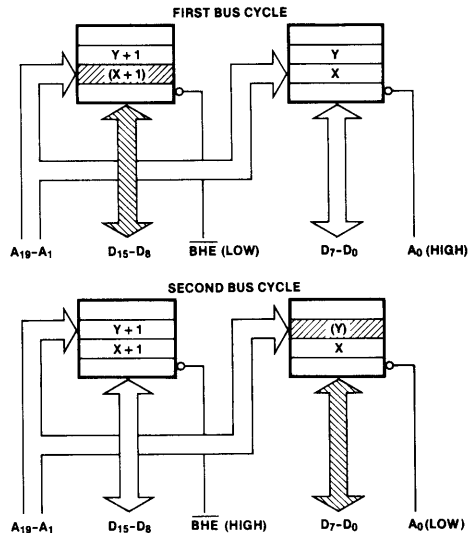 FIRST BUS CYCLE
Y + 1
(X + 1)
Y
X
A19-A1
D15-D8
BHE (LOW)
D7-D0
A0 (HIGH)
SECOND BUS CYCLE
Y + 1
X + 1
(Y)
X
A19-A1
D15-D8
BHE (HIGH)
D7-D0
A0 (LOW)